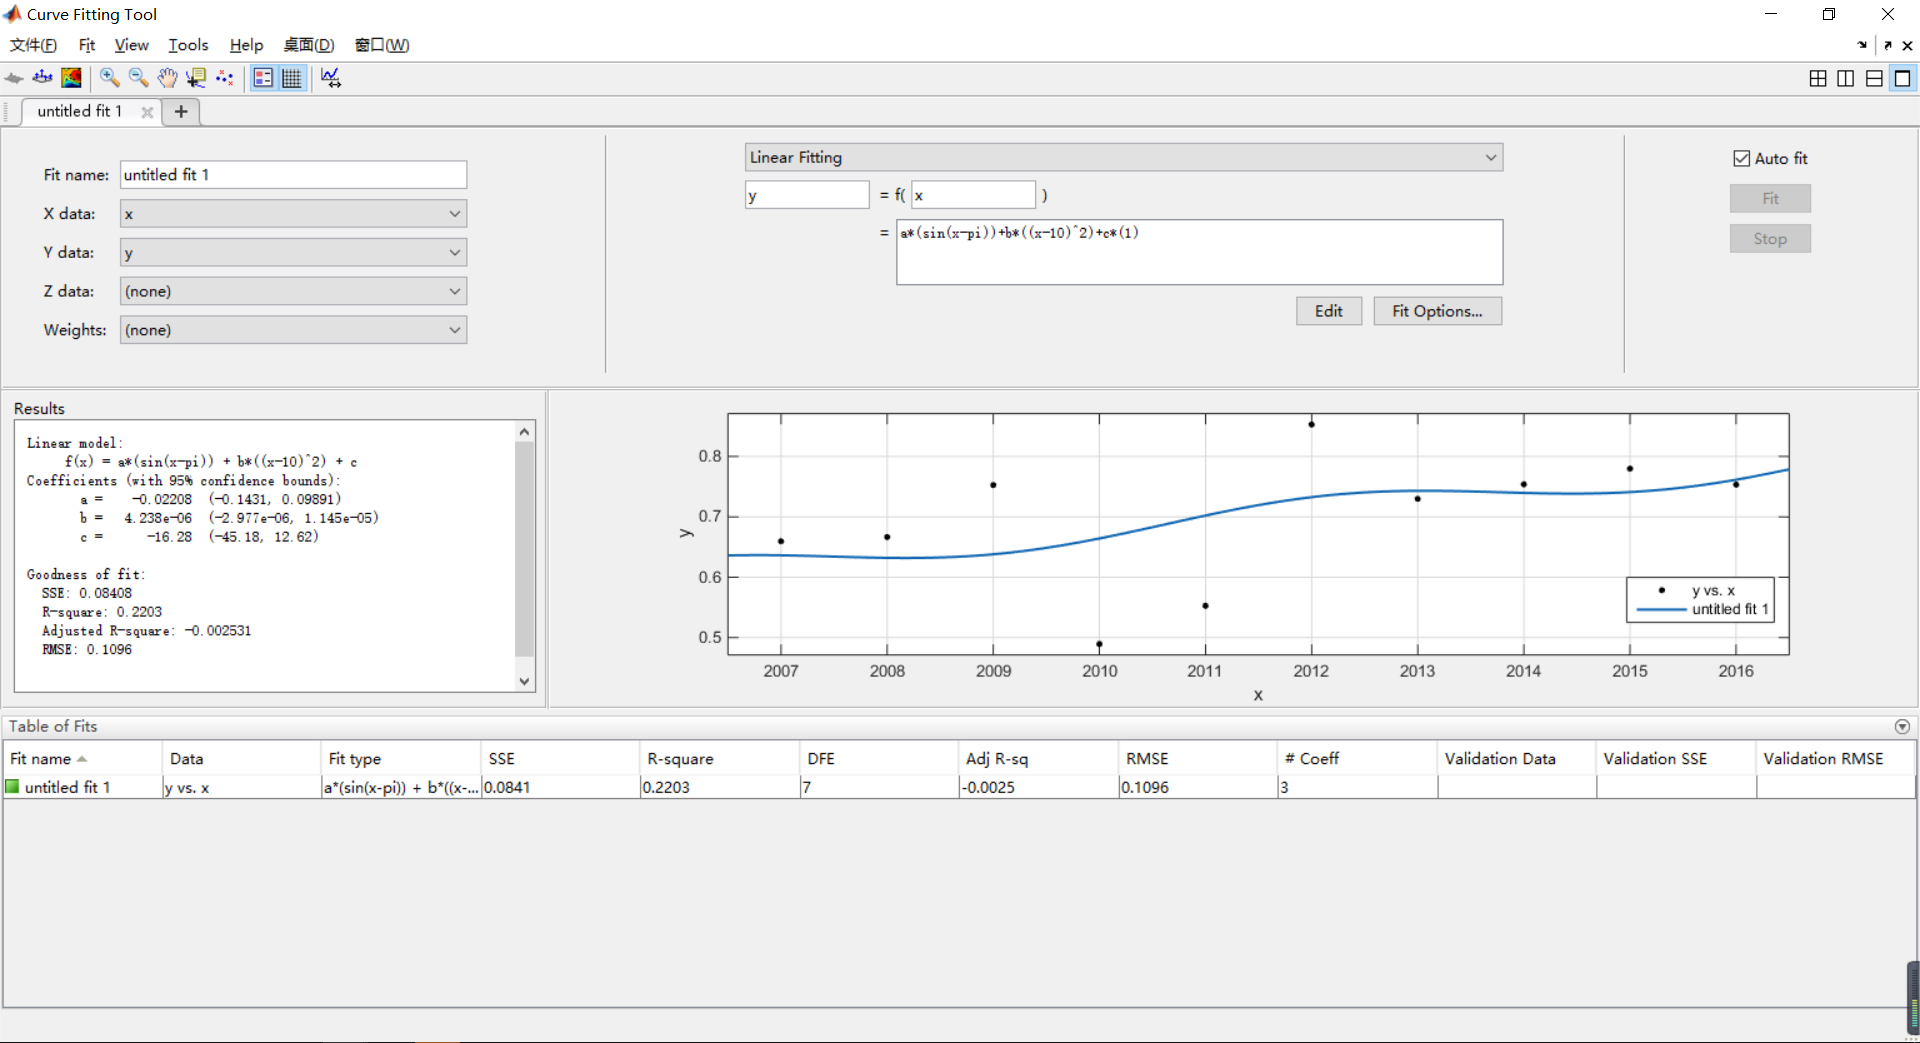 Curve Fitting Tool
文件(F) Fit View Tools Help 桌面(D) 窗口(W)
untitled fit 1
Fit name: untitled fit 1
X data: x
Y data: y
Z data: (none)
Weights: (none)
Linear Fitting
y = f( x )
= a*(sin(x-pi))+b*((x-10)^2)+c*(1)
Edit Fit Options...
Auto fit
Fit
Stop
Results
Linear model:
f(x) = a*(sin(x-pi)) + b*((x-10)^2) + c
Coefficients (with 95% confidence bounds):
a = -0.02208 (-0.1431, 0.09891)
b = 4.238e-06 (-2.977e-06, 1.145e-05)
c = -16.28 (-45.18, 12.62)
Goodness of fit:
SSE: 0.08408
R-square: 0.2203
Adjusted R-square: -0.002531
RMSE: 0.1096
0.8
0.7
0.6
0.5
y
2007 2008 2009 2010 2011 2012 2013 2014 2015 2016
x
y vs. x
untitled fit 1
Table of Fits
Fit name Data Fit type SSE R-square DFE Adj R-sq RMSE # Coeff Validation Data Validation SSE Validation RMSE
untitled fit 1 y vs. x a*(sin(x-pi)) + b*((x-... 0.0841 0.2203 7 -0.0025 0.1096 3